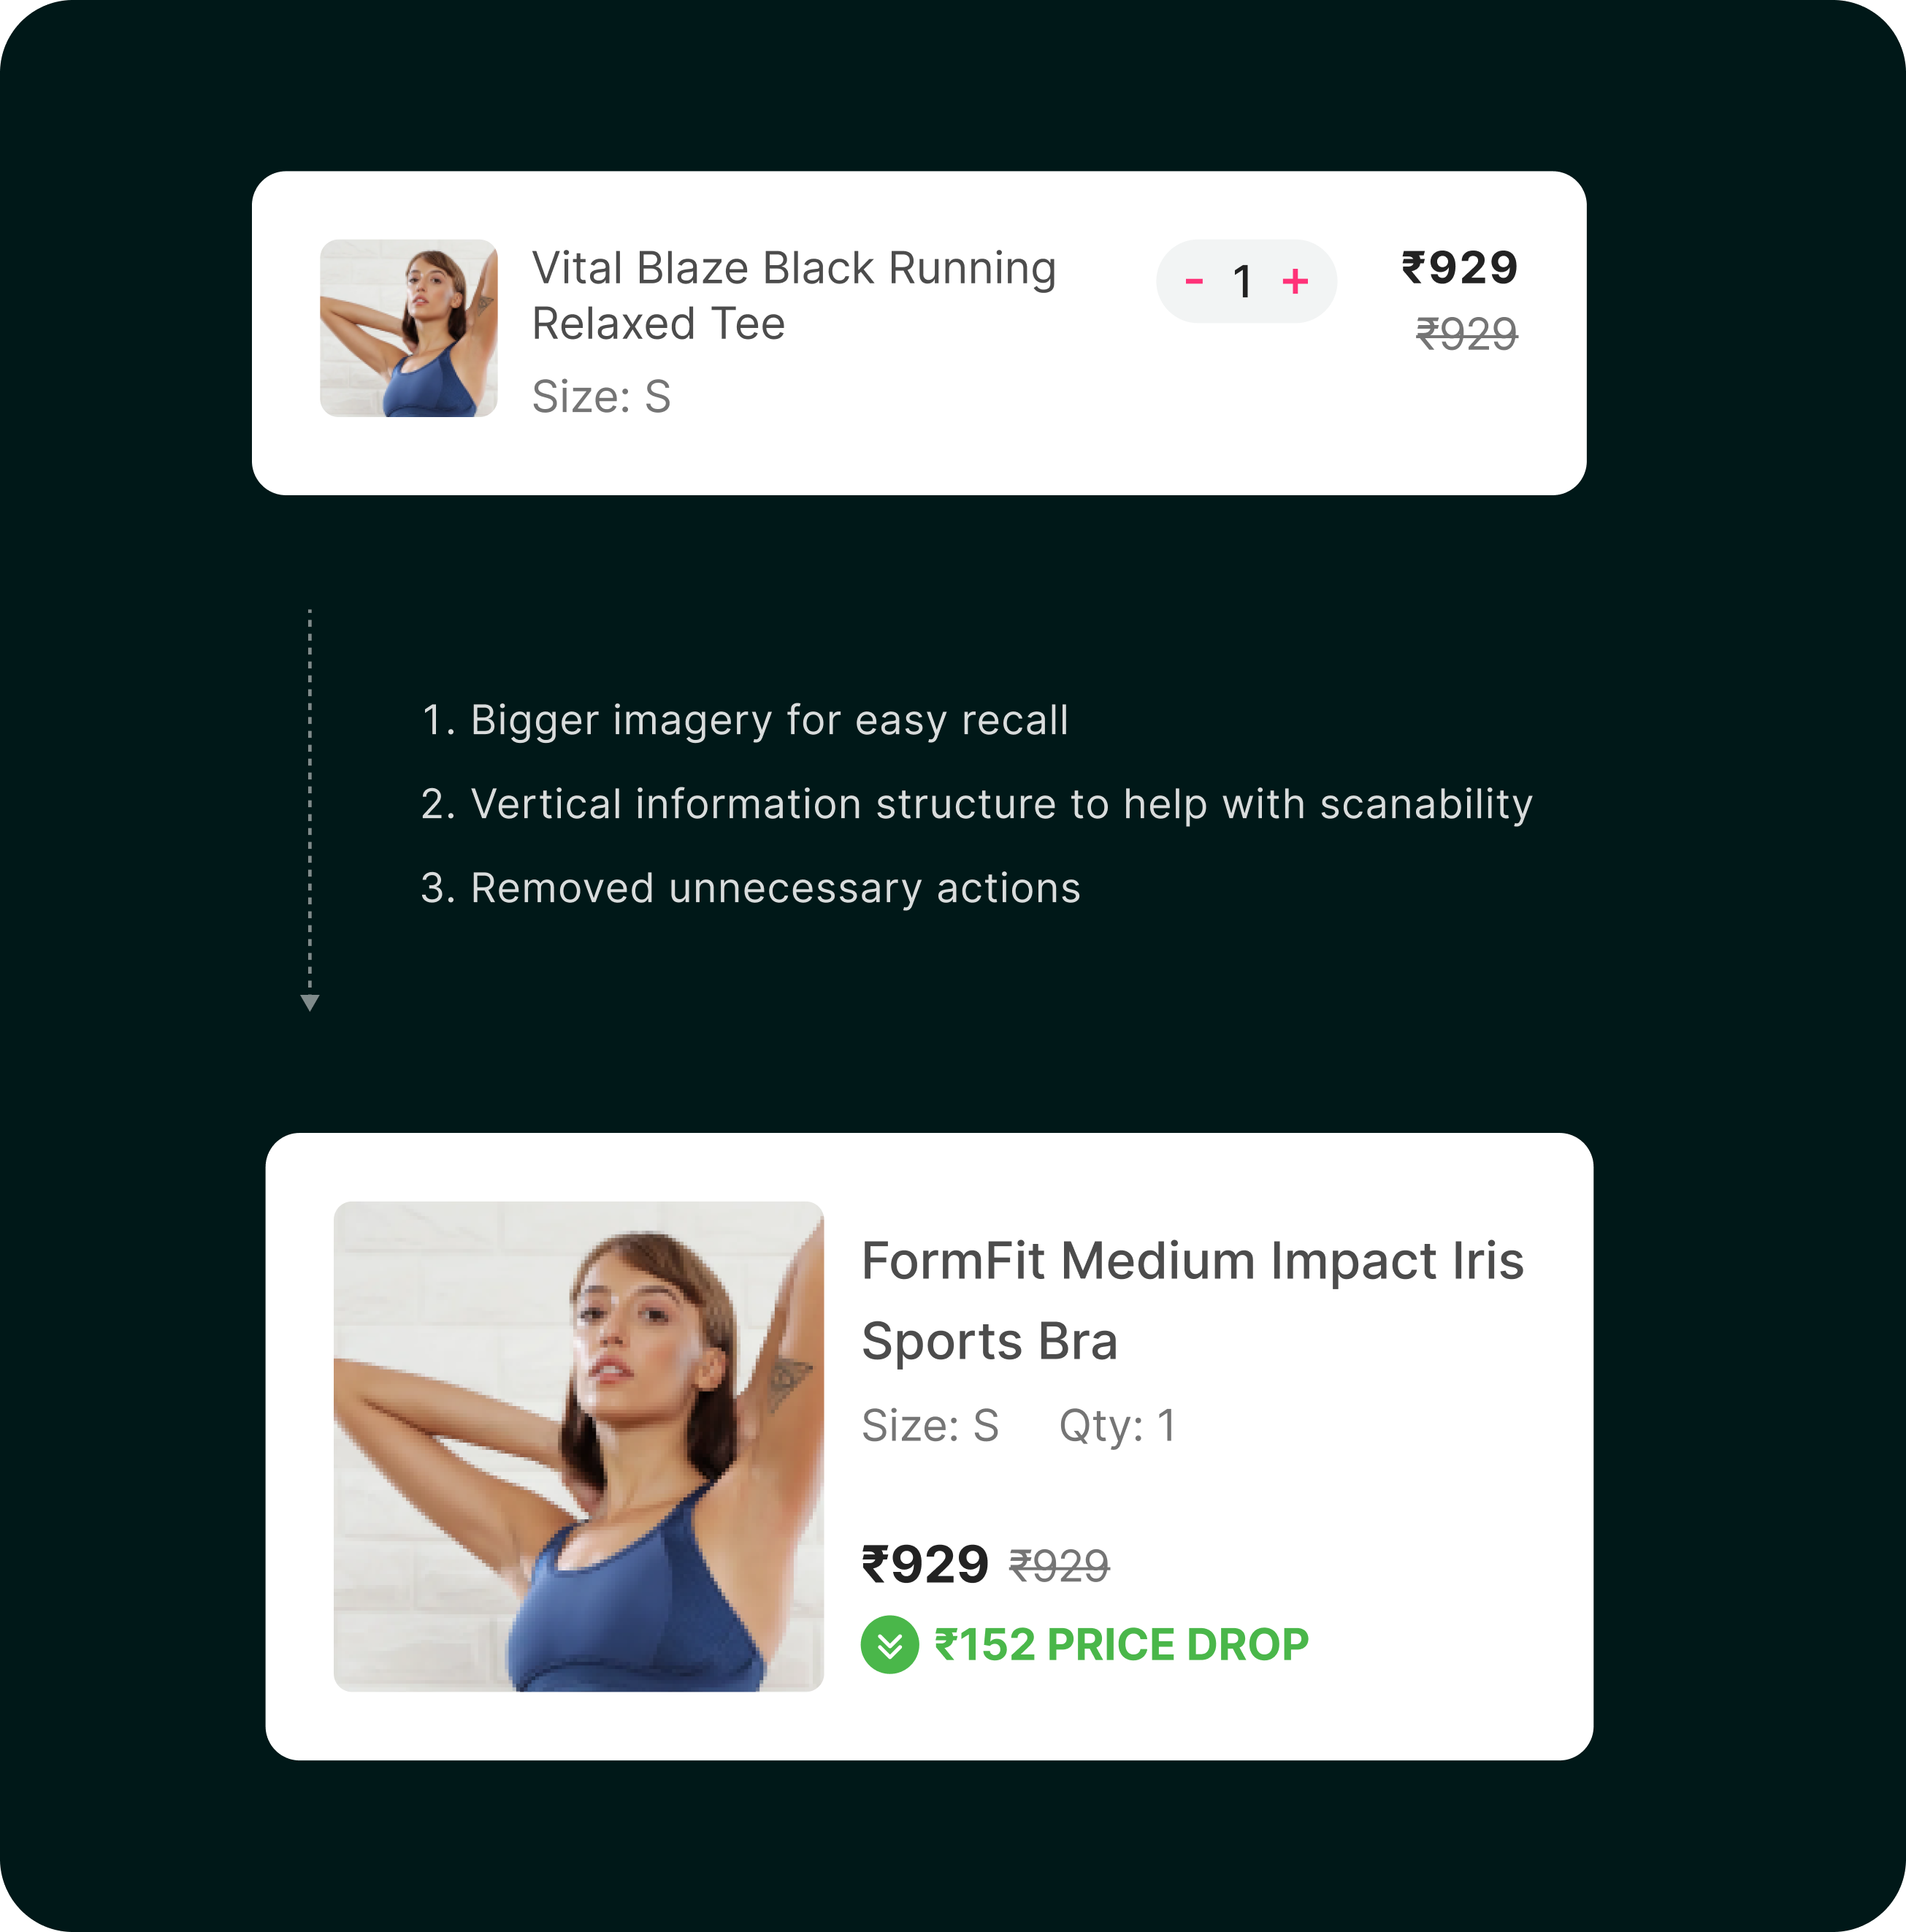 Vital Blaze Black Running
Relaxed Tee
Size: S
- 1 +
₹929
₹929
1. Bigger imagery for easy recall
2. Vertical information structure to help with scanability
3. Removed unnecessary actions
FormFit Medium Impact Iris
Sports Bra
Size: S Qty: 1
₹929 ₹929
₹152 PRICE DROP